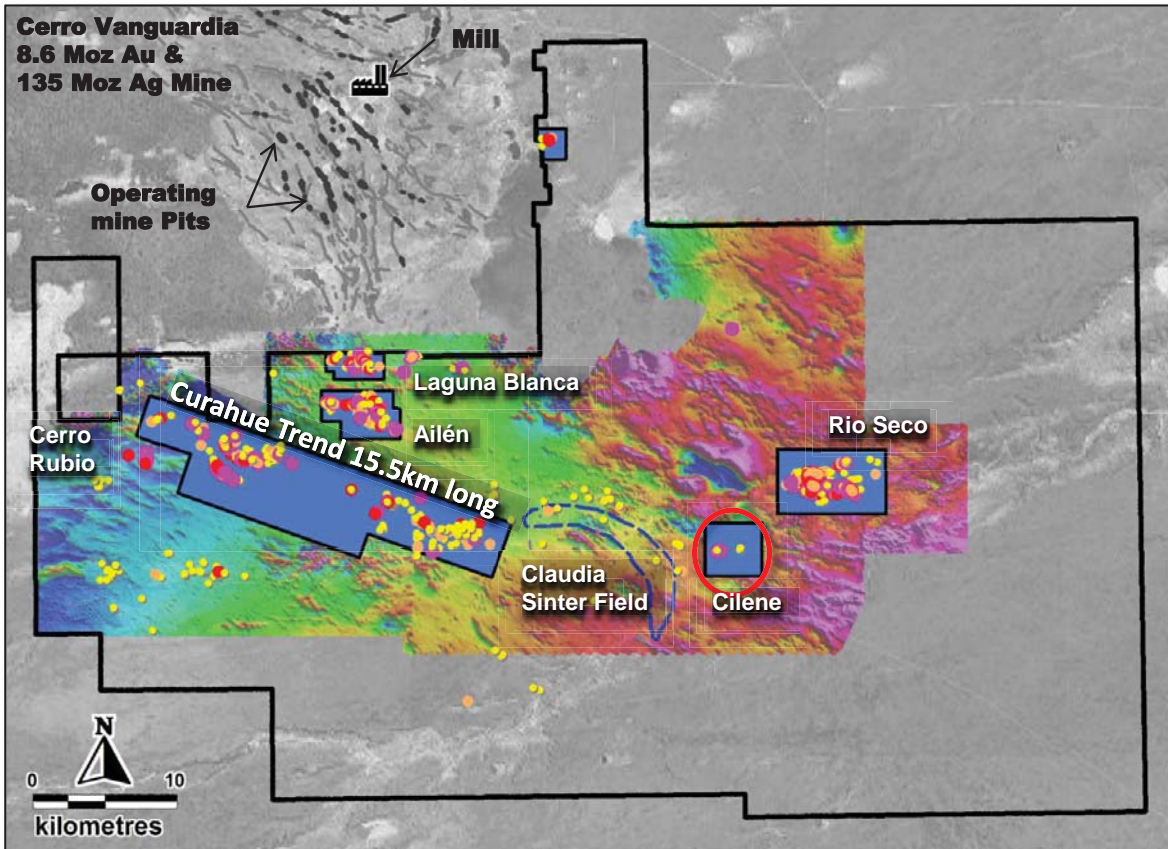 Cerro Vanguardia
8.6 Moz Au &
135 Moz Ag Mine
Mill
Operating
mine Pits
Laguna Blanca
Curahue Trend 15.5km long
Ailén
Cerro
Rubio
Rio Seco
Claudia
Sinter Field
Cilene
N
0 10
kilometres